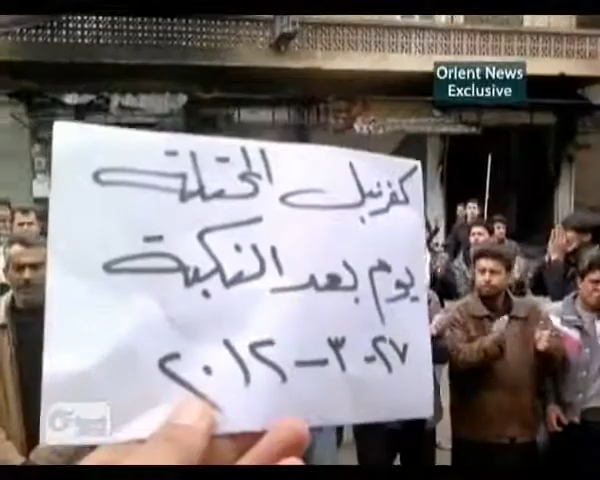 Orient News
Exclusive
كفرنبل المحتلة
يوم بعد النكبة
٢٧-٣-٢٠١٢